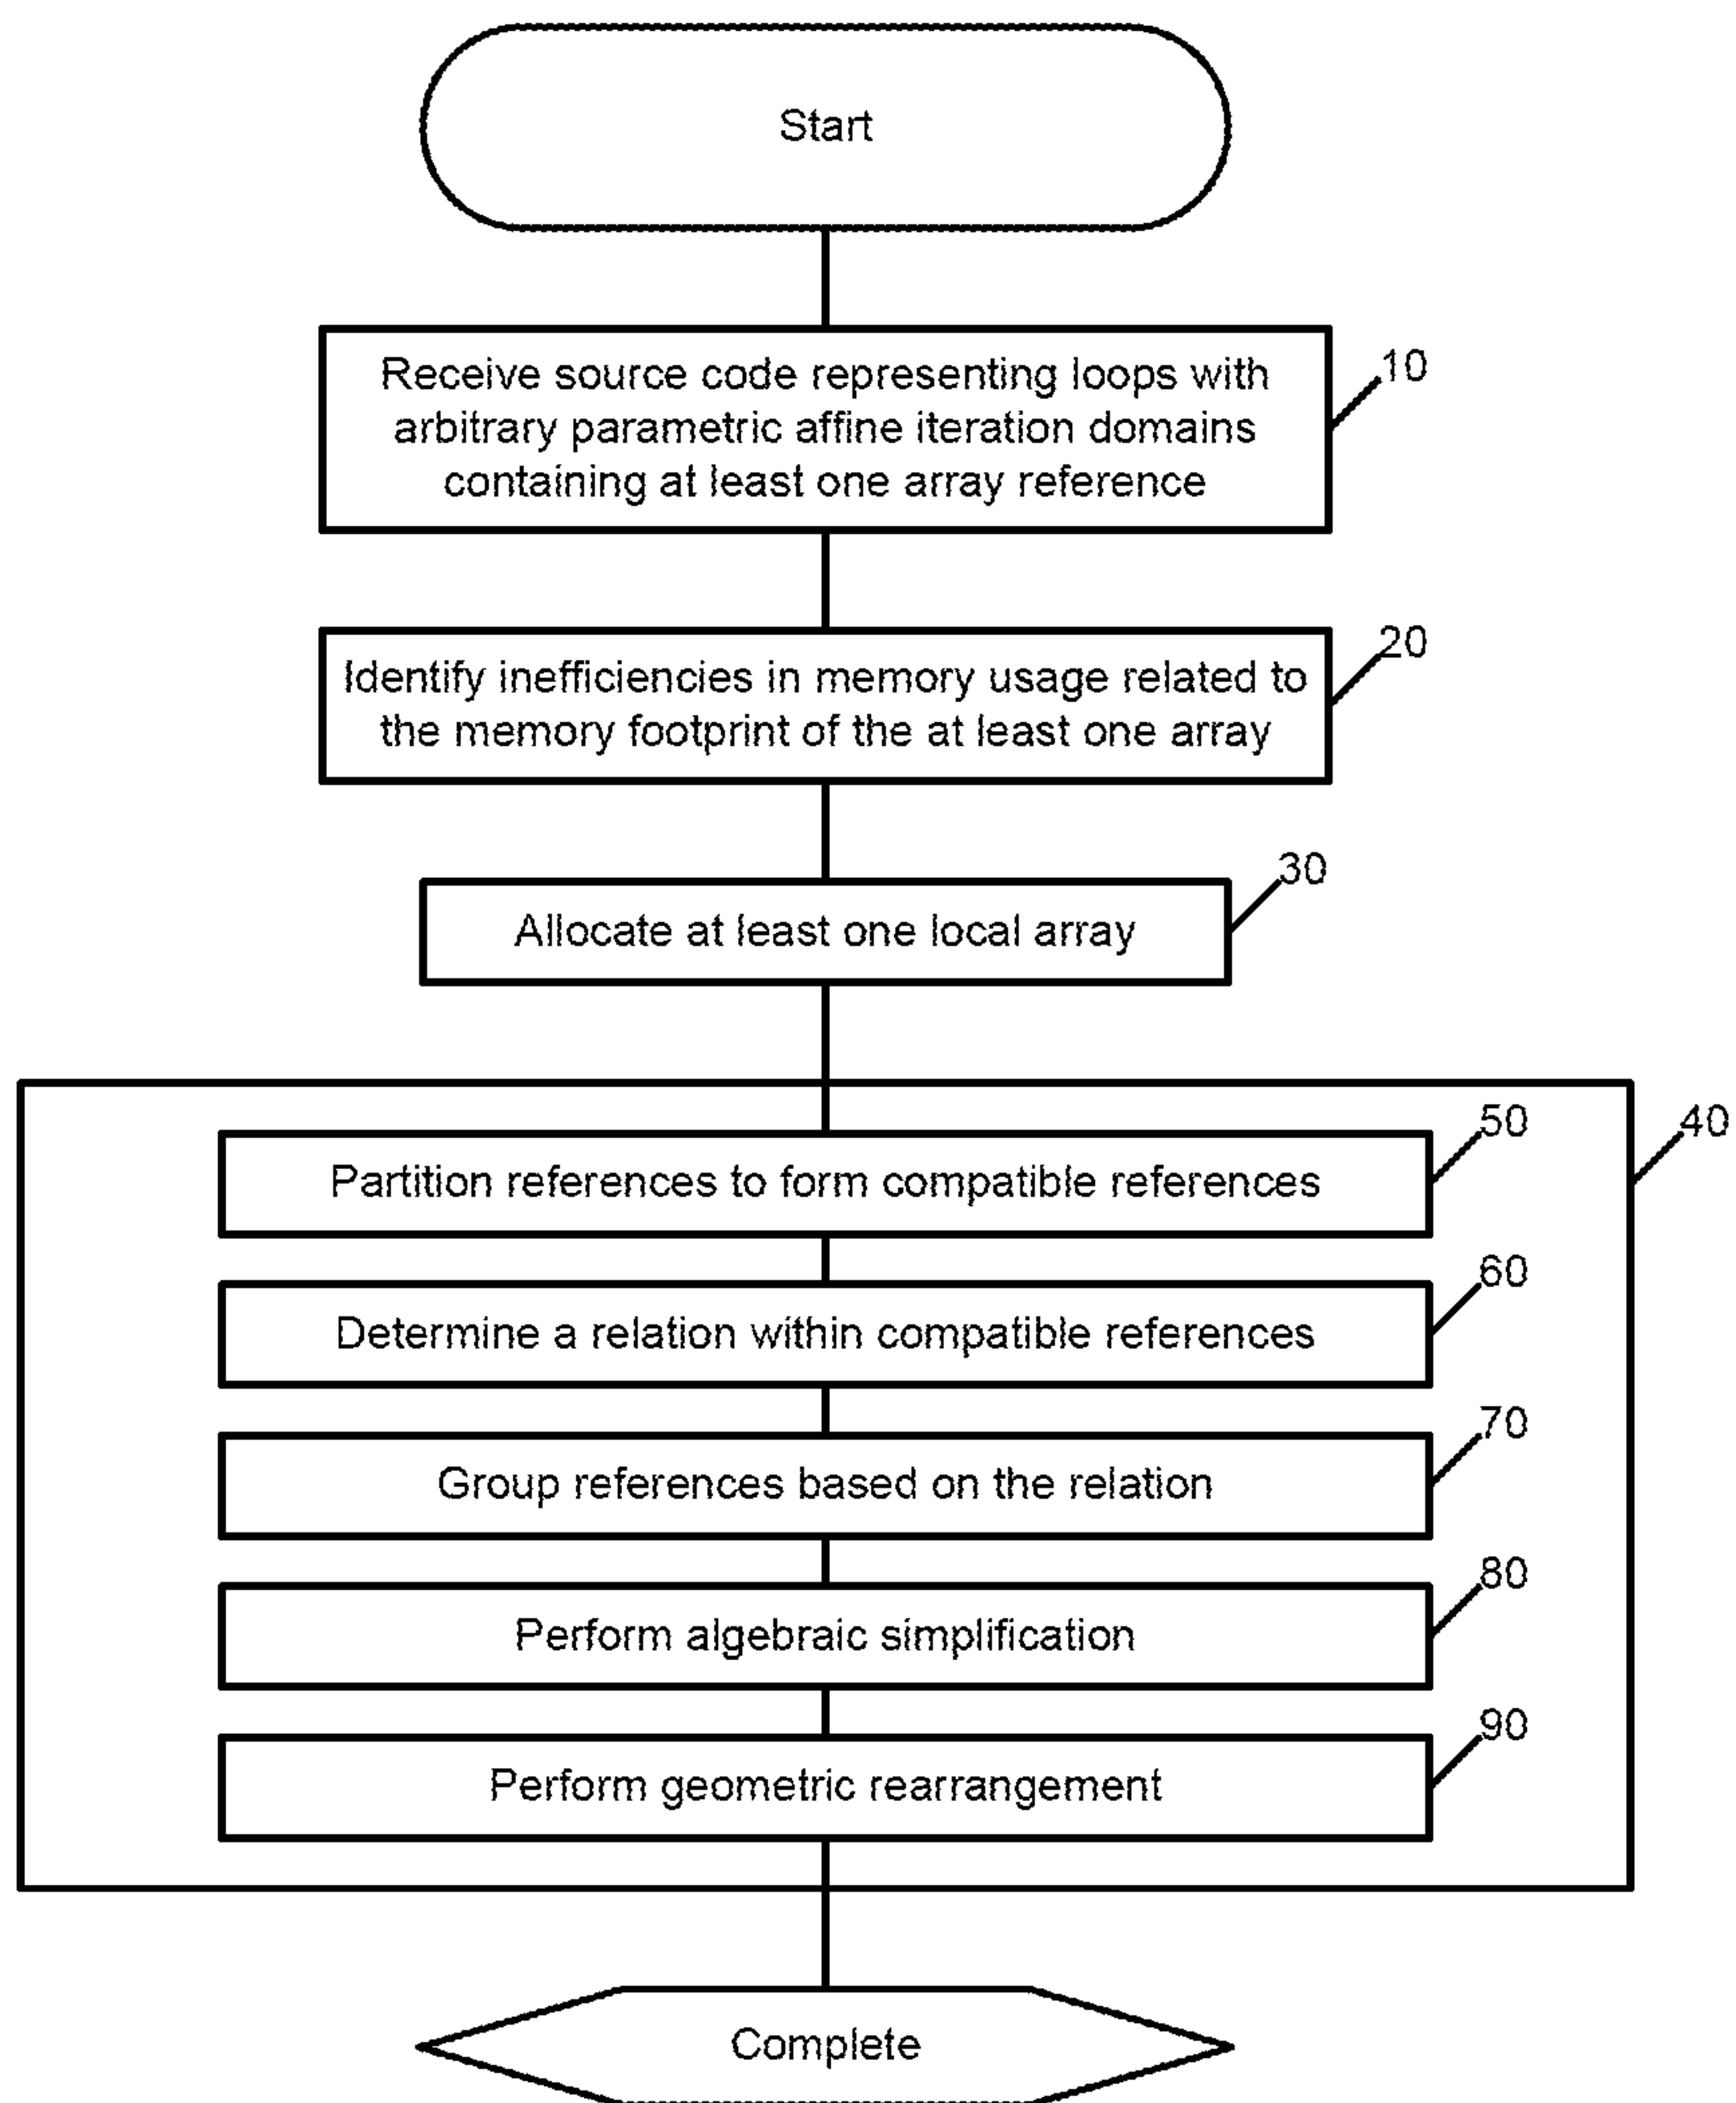 Start
Receive source code representing loops with
arbitrary parametric affine iteration domains
containing at least one array reference
10
Identify inefficiencies in memory usage related to
the memory footprint of the at least one array
20
Allocate at least one local array
30
40
Partition references to form compatible references
50
Determine a relation within compatible references
60
Group references based on the relation
70
Perform algebraic simplification
80
Perform geometric rearrangement
90
Complete